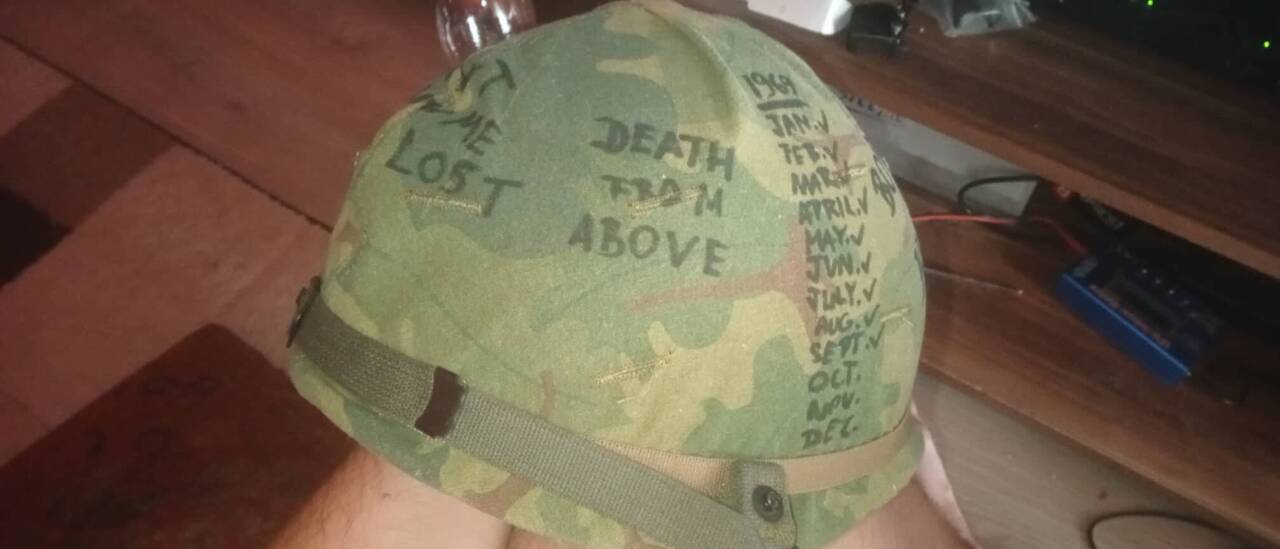 LOST
DEATH
FROM
ABOVE
1969
JAN.√
FEB.√
MAR.√
APRIL.√
MAY.√
JUN.√
JULY.√
AUG.√
SEPT.√
OCT.
NOV.
DEC.